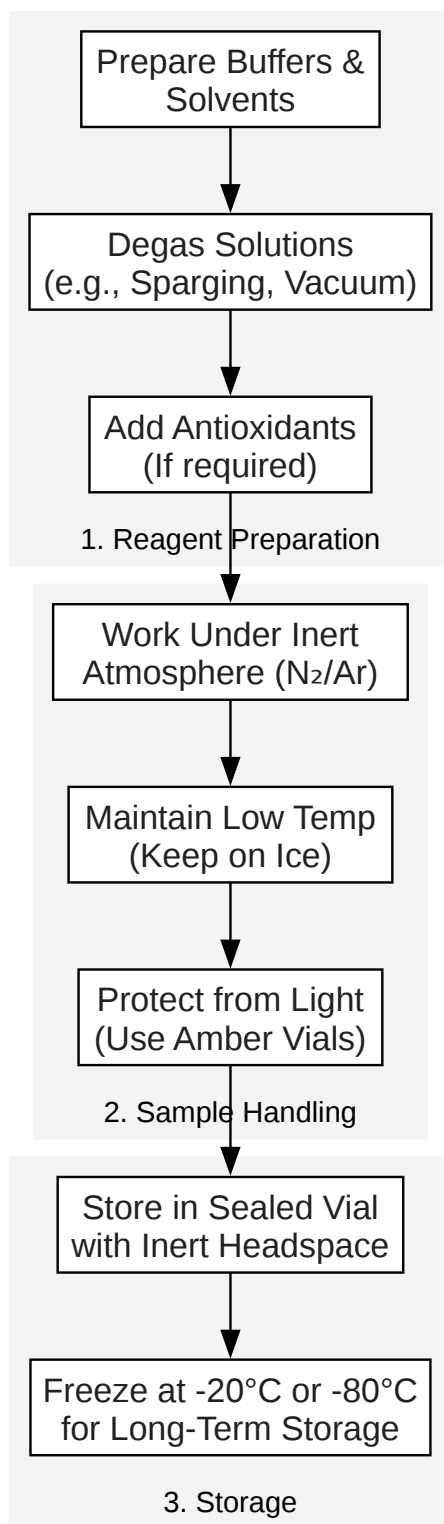 Prepare Buffers &
Solvents
Degas Solutions
(e.g., Sparging, Vacuum)
Add Antioxidants
(If required)
1. Reagent Preparation
Work Under Inert
Atmosphere (N₂/Ar)
Maintain Low Temp
(Keep on Ice)
Protect from Light
(Use Amber Vials)
2. Sample Handling
Store in Sealed Vial
with Inert Headspace
Freeze at -20°C or -80°C
for Long-Term Storage
3. Storage